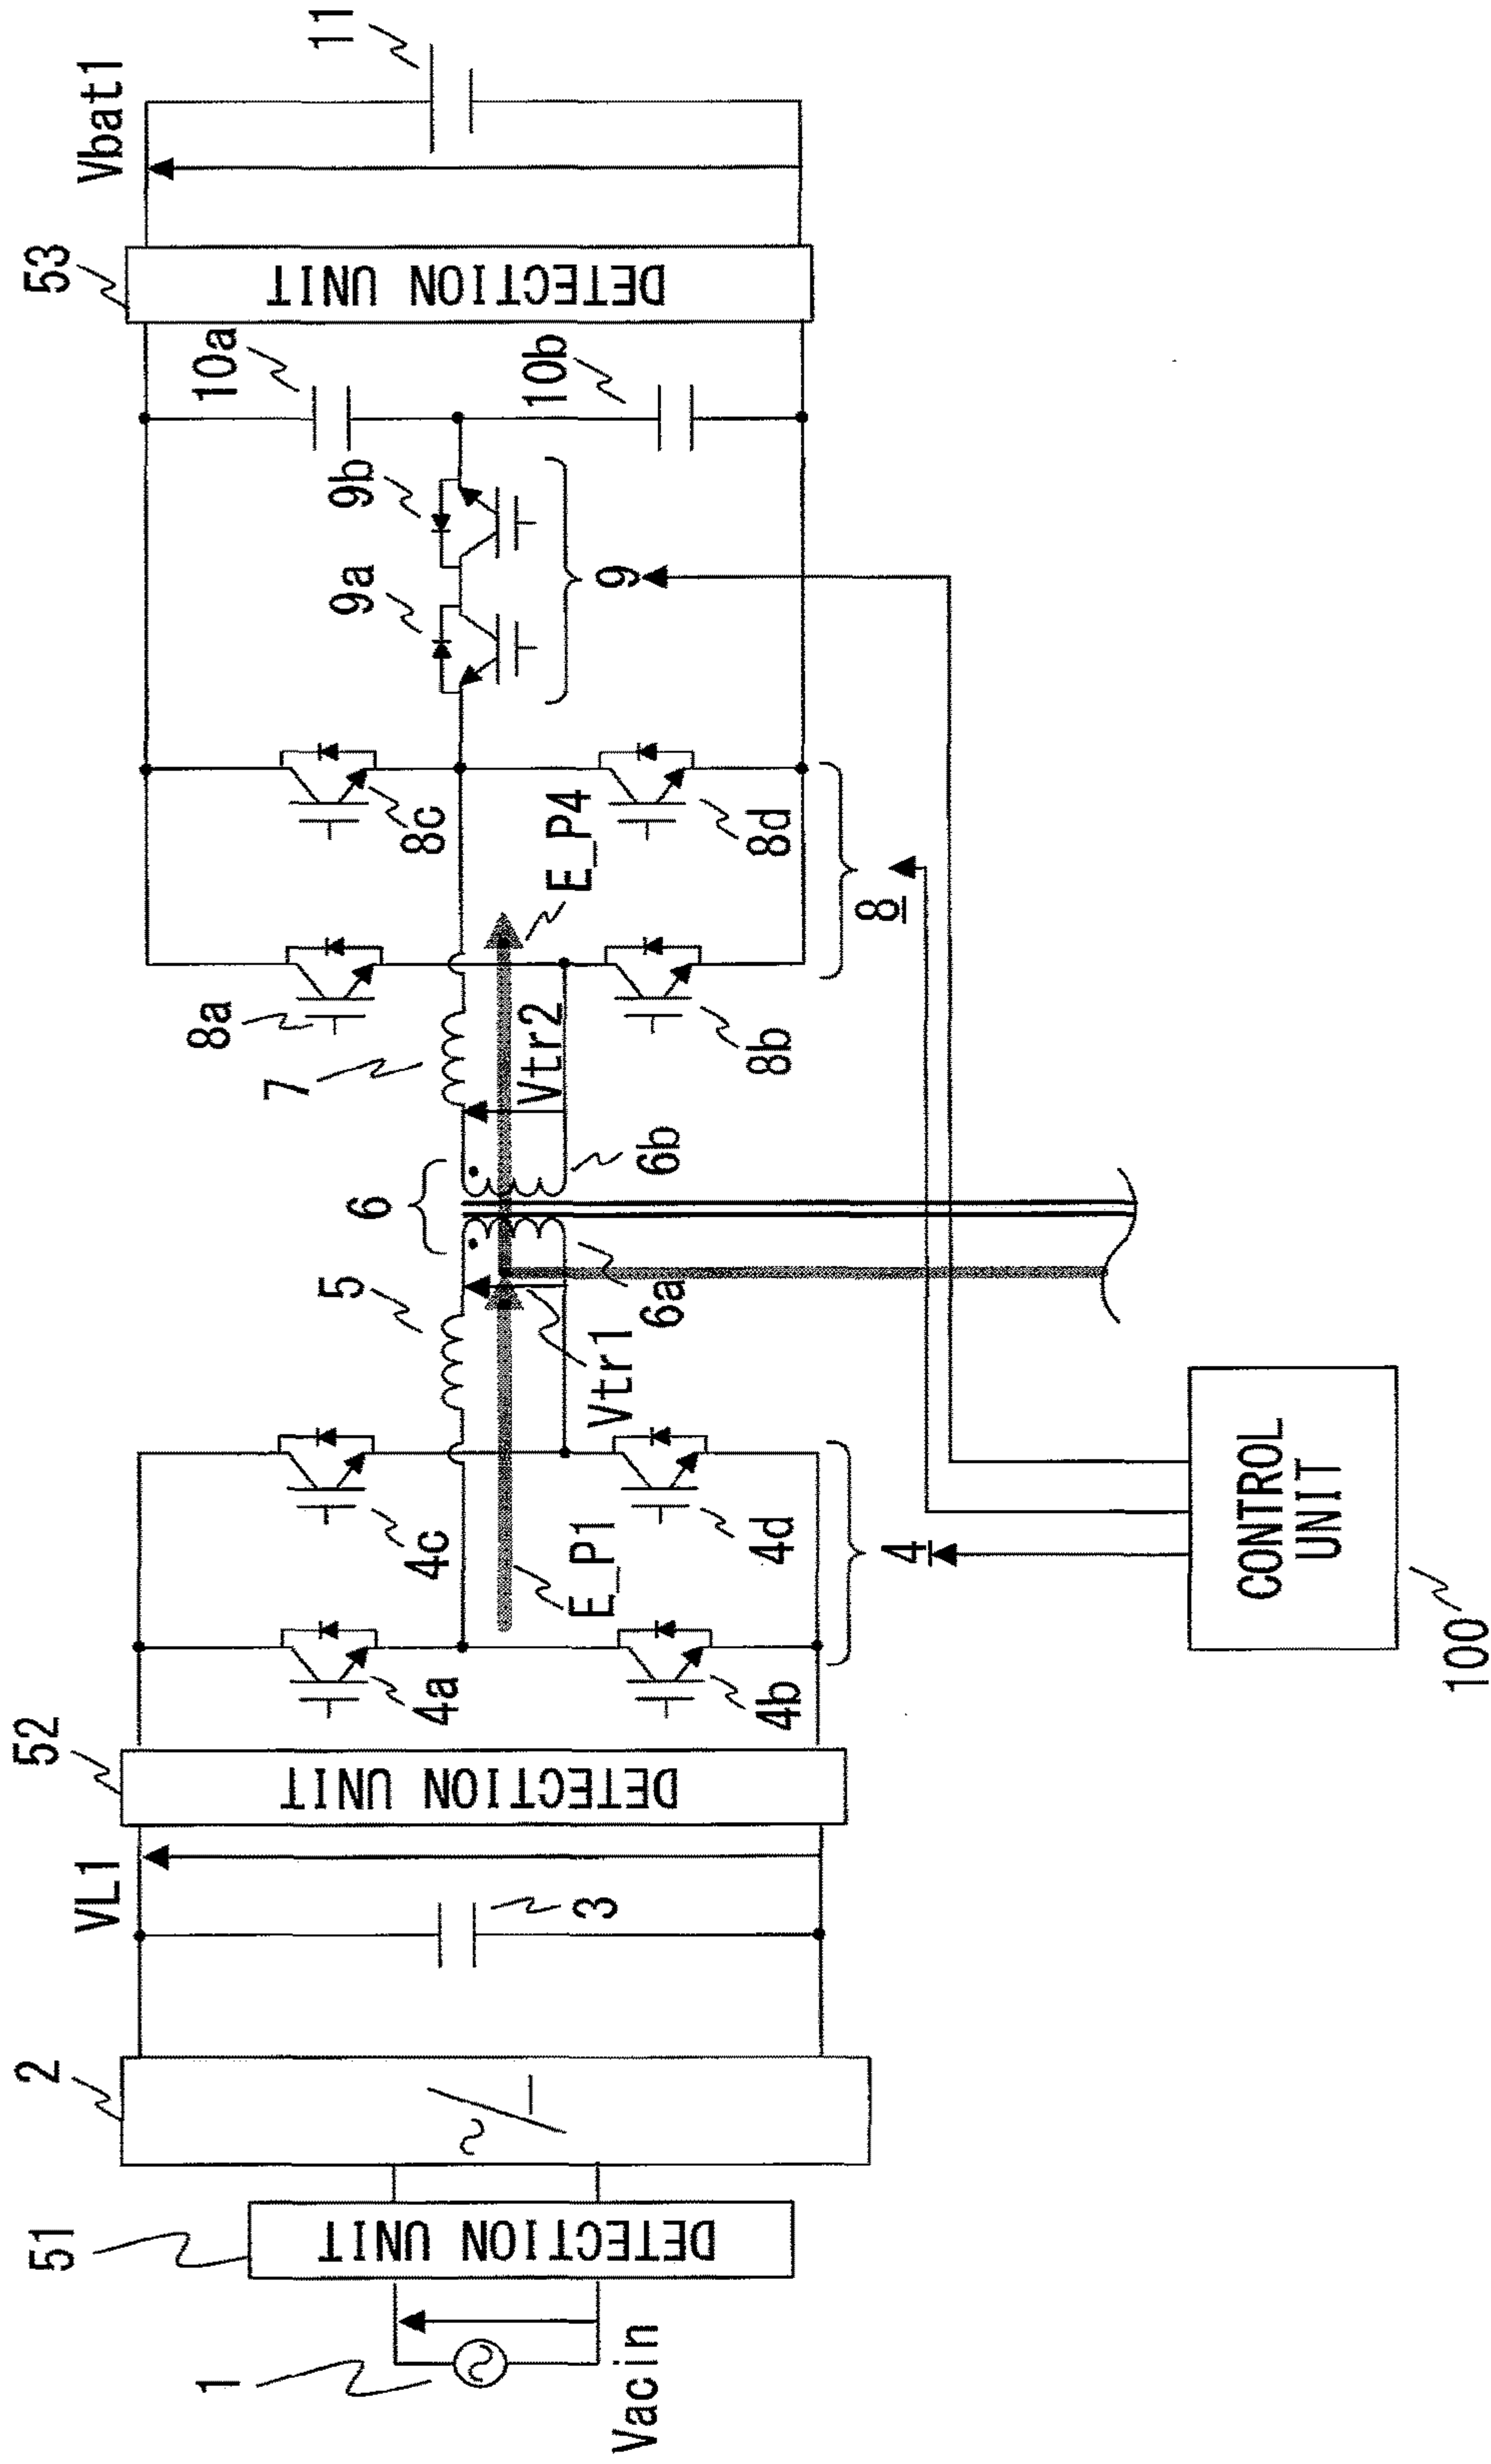 1
Vacin
51
DETECTION UNIT
2
VL1
3
52
DETECTION UNIT
4a
4b
4c
4d
4
E_P1
5
Vtr1
6
6a
6b
Vtr2
7
E_P4
8a
8b
8c
8d
8
9a
9b
9
10a
10b
53
DETECTION UNIT
Vbat1
11
CONTROL
UNIT
100